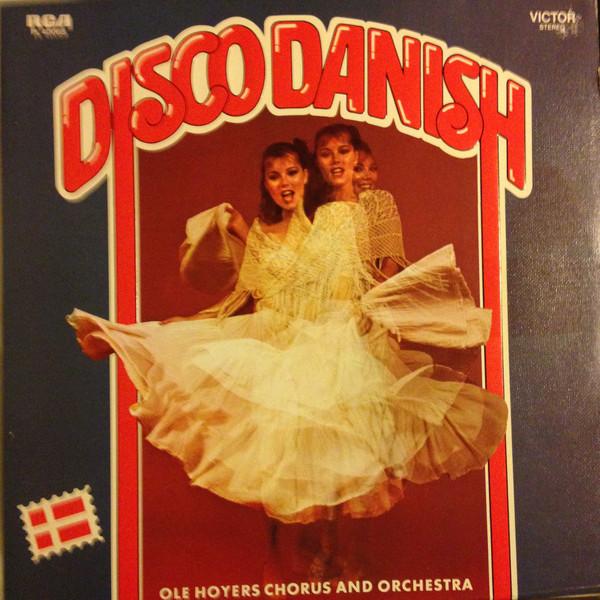 RCA
VICTOR
STEREO
DISCO DANISH
OLE HOYERS CHORUS AND ORCHESTRA